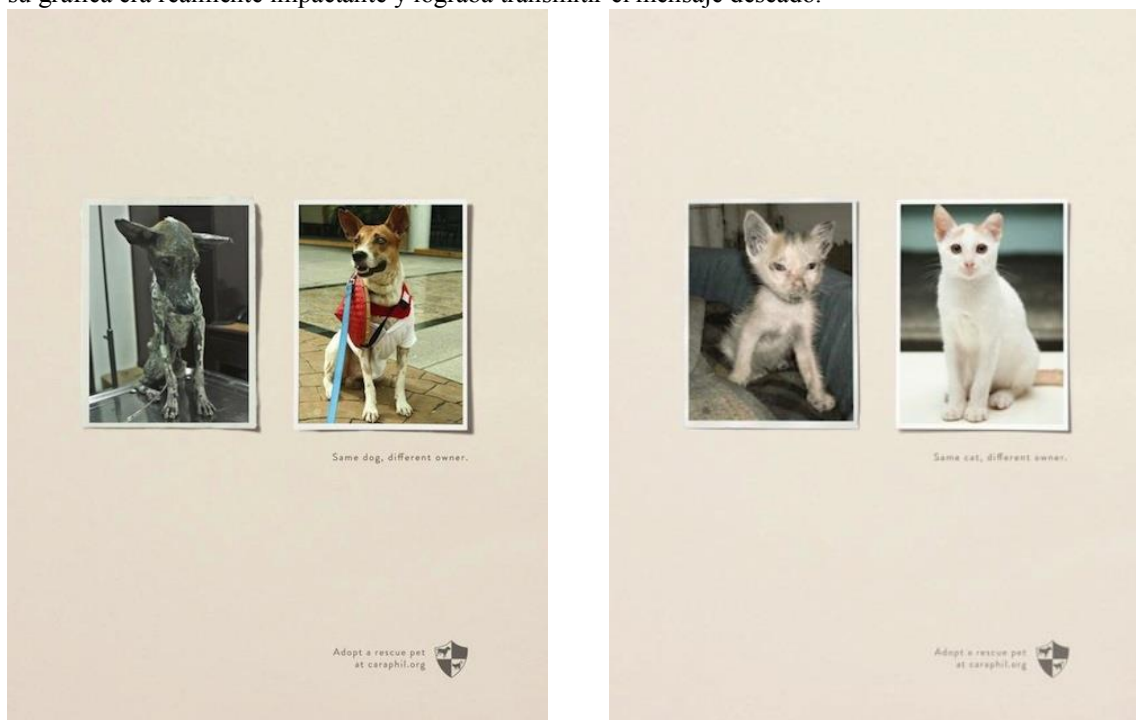 su gráfica era realmente impactante y lograba transmitir el mensaje deseado.
Same dog, different owner.
Adopt a rescue pet
at caraphil.org
Same cat, different owner.
Adopt a rescue pet
at caraphil.org